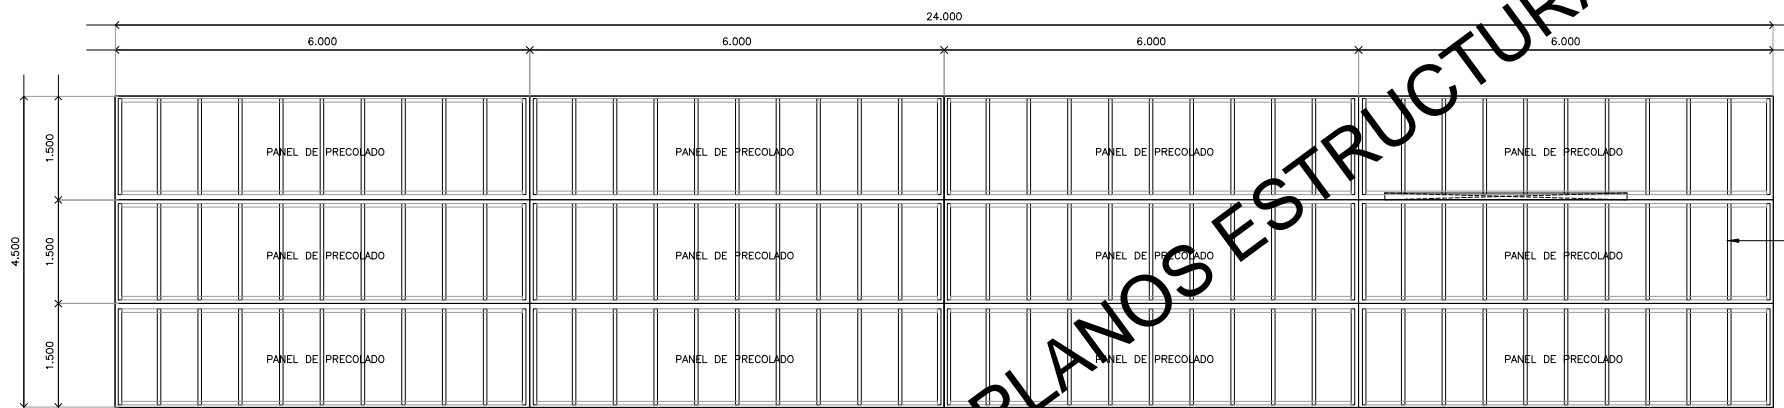 24.000
6.000 6.000 6.000 6.000
4.500
1.500
PANEL DE PRECOLADO PANEL DE PRECOLADO PANEL DE PRECOLADO PANEL DE PRECOLADO
1.500
PANEL DE PRECOLADO PANEL DE PRECOLADO PANEL DE PRECOLADO PANEL DE PRECOLADO
1.500
PANEL DE PRECOLADO PANEL DE PRECOLADO PANEL DE PRECOLADO PANEL DE PRECOLADO
PLANOS ESTRUCTURA